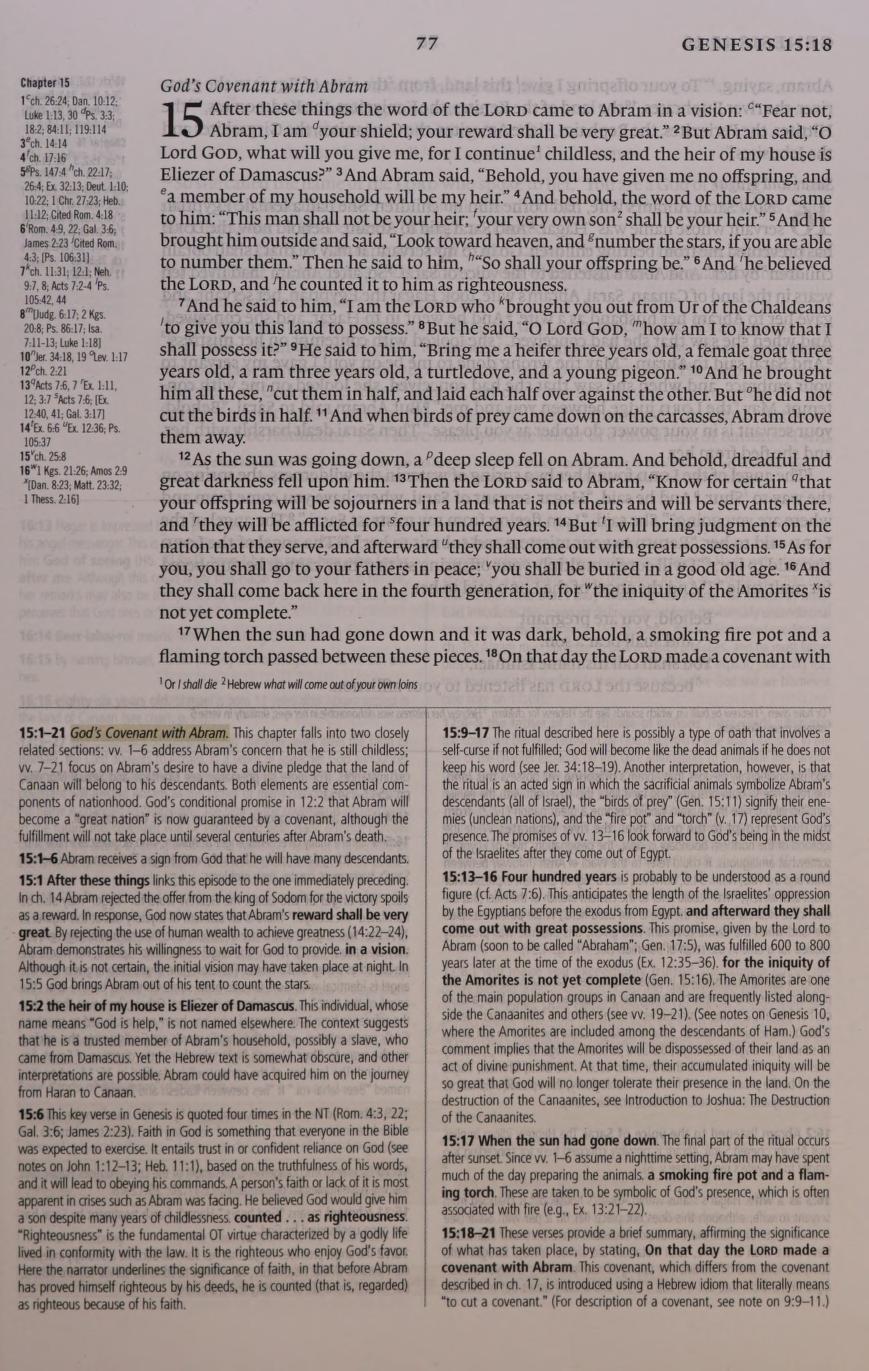 77
GENESIS 15:18
Chapter 15
1 c ch. 26:24; Dan. 10:12;
Luke 1:13, 30 d Ps. 3:3;
18:2; 84:11; 119:114
3 e ch. 14:14
4 f ch. 17:16
5 g Ps. 147:4 h ch. 22:17;
26:4; Ex. 32:13; Deut. 1:10;
10:22; 1 Chr. 27:23; Heb.
11:12; Cited Rom. 4:18
6 i Rom. 4:9, 22; Gal. 3:6;
James 2:23 j Cited Rom.
4:3; [Ps. 106:31]
7 k ch. 11:31; 12:1; Neh.
9:7, 8; Acts 7:2-4 l Ps.
105:42, 44
8 m [Judg. 6:17; 2 Kgs.
20:8; Ps. 86:17; Isa.
7:11-13; Luke 1:18]
10 n Jer. 34:18, 19 o Lev. 1:17
12 p ch. 2:21
13 q Acts 7:6, 7 r Ex. 1:11,
12; 3:7 s Acts 7:6; [Ex.
12:40, 41; Gal. 3:17]
14 t Ex. 6:6 u Ex. 12:36; Ps.
105:37
15 v ch. 25:8
16 w 1 Kgs. 21:26; Amos 2:9
x [Dan. 8:23; Matt. 23:32;
1 Thess. 2:16]
God's Covenant with Abram
15 After these things the word of the LORD came to Abram in a vision: c "Fear not,
Abram, I am d your shield; your reward shall be very great." 2 But Abram said, "O
Lord GOD, what will you give me, for I continue 1 childless, and the heir of my house is
Eliezer of Damascus?" 3 And Abram said, "Behold, you have given me no offspring, and
e a member of my household will be my heir." 4 And behold, the word of the LORD came
to him: "This man shall not be your heir; f your very own son 2 shall be your heir." 5 And he
brought him outside and said, "Look toward heaven, and g number the stars, if you are able
to number them." Then he said to him, h "So shall your offspring be." 6 And i he believed
the LORD, and j he counted it to him as righteousness.
7 And he said to him, "I am the LORD who k brought you out from Ur of the Chaldeans
l to give you this land to possess." 8 But he said, "O Lord GOD, m how am I to know that I
shall possess it?" 9 He said to him, "Bring me a heifer three years old, a female goat three
years old, a ram three years old, a turtledove, and a young pigeon." 10 And he brought
him all these, n cut them in half, and laid each half over against the other. But o he did not
cut the birds in half. 11 And when birds of prey came down on the carcasses, Abram drove
them away.
12 As the sun was going down, a p deep sleep fell on Abram. And behold, dreadful and
great darkness fell upon him. 13 Then the LORD said to Abram, "Know for certain q that
your offspring will be sojourners in a land that is not theirs and will be servants there,
and r they will be afflicted for s four hundred years. 14 But t I will bring judgment on the
nation that they serve, and afterward u they shall come out with great possessions. 15 As for
you, you shall go to your fathers in peace; v you shall be buried in a good old age. 16 And
they shall come back here in the fourth generation, for w the iniquity of the Amorites x is
not yet complete."
17 When the sun had gone down and it was dark, behold, a smoking fire pot and a
flaming torch passed between these pieces. 18 On that day the LORD made a covenant with
1 Or I shall die 2 Hebrew what will come out of your own loins
15:1–21 God's Covenant with Abram. This chapter falls into two closely
related sections: vv. 1–6 address Abram's concern that he is still childless;
vv. 7–21 focus on Abram's desire to have a divine pledge that the land of
Canaan will belong to his descendants. Both elements are essential com-
ponents of nationhood. God's conditional promise in 12:2 that Abram will
become a "great nation" is now guaranteed by a covenant, although the
fulfillment will not take place until several centuries after Abram's death.
15:1–6 Abram receives a sign from God that he will have many descendants.
15:1 After these things links this episode to the one immediately preceding.
In ch. 14 Abram rejected the offer from the king of Sodom for the victory spoils
as a reward. In response, God now states that Abram's reward shall be very
great. By rejecting the use of human wealth to achieve greatness (14:22–24),
Abram demonstrates his willingness to wait for God to provide. in a vision.
Although it is not certain, the initial vision may have taken place at night. In
15:5 God brings Abram out of his tent to count the stars.
15:2 the heir of my house is Eliezer of Damascus. This individual, whose
name means "God is help," is not named elsewhere. The context suggests
that he is a trusted member of Abram's household, possibly a slave, who
came from Damascus. Yet the Hebrew text is somewhat obscure, and other
interpretations are possible. Abram could have acquired him on the journey
from Haran to Canaan.
15:6 This key verse in Genesis is quoted four times in the NT (Rom. 4:3, 22;
Gal. 3:6; James 2:23). Faith in God is something that everyone in the Bible
was expected to exercise. It entails trust in or confident reliance on God (see
notes on John 1:12–13; Heb. 11:1), based on the truthfulness of his words,
and it will lead to obeying his commands. A person's faith or lack of it is most
apparent in crises such as Abram was facing. He believed God would give him
a son despite many years of childlessness. counted . . . as righteousness.
"Righteousness" is the fundamental OT virtue characterized by a godly life
lived in conformity with the law. It is the righteous who enjoy God's favor.
Here the narrator underlines the significance of faith, in that before Abram
has proved himself righteous by his deeds, he is counted (that is, regarded)
as righteous because of his faith.
15:9–17 The ritual described here is possibly a type of oath that involves a
self-curse if not fulfilled; God will become like the dead animals if he does not
keep his word (see Jer. 34:18–19). Another interpretation, however, is that
the ritual is an acted sign in which the sacrificial animals symbolize Abram's
descendants (all of Israel), the "birds of prey" (Gen. 15:11) signify their ene-
mies (unclean nations), and the "fire pot" and "torch" (v. 17) represent God's
presence. The promises of vv. 13–16 look forward to God's being in the midst
of the Israelites after they come out of Egypt.
15:13–16 Four hundred years is probably to be understood as a round
figure (cf. Acts 7:6). This anticipates the length of the Israelites' oppression
by the Egyptians before the exodus from Egypt. and afterward they shall
come out with great possessions. This promise, given by the Lord to
Abram (soon to be called "Abraham"; Gen. 17:5), was fulfilled 600 to 800
years later at the time of the exodus (Ex. 12:35–36). for the iniquity of
the Amorites is not yet complete (Gen. 15:16). The Amorites are one
of the main population groups in Canaan and are frequently listed along-
side the Canaanites and others (see vv. 19–21). (See notes on Genesis 10,
where the Amorites are included among the descendants of Ham.) God's
comment implies that the Amorites will be dispossessed of their land as an
act of divine punishment. At that time, their accumulated iniquity will be
so great that God will no longer tolerate their presence in the land. On the
destruction of the Canaanites, see Introduction to Joshua: The Destruction
of the Canaanites.
15:17 When the sun had gone down. The final part of the ritual occurs
after sunset. Since vv. 1–6 assume a nighttime setting, Abram may have spent
much of the day preparing the animals. a smoking fire pot and a flam-
ing torch. These are taken to be symbolic of God's presence, which is often
associated with fire (e.g., Ex. 13:21–22).
15:18–21 These verses provide a brief summary, affirming the significance
of what has taken place, by stating, On that day the LORD made a
covenant with Abram. This covenant, which differs from the covenant
described in ch. 17, is introduced using a Hebrew idiom that literally means
"to cut a covenant." (For description of a covenant, see note on 9:9–11.)